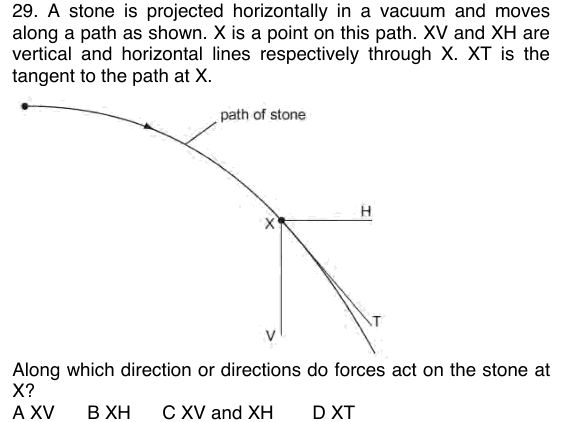 29. A stone is projected horizontally in a vacuum and moves
along a path as shown. X is a point on this path. XV and XH are
vertical and horizontal lines respectively through X. XT is the
tangent to the path at X.
path of stone
H
X
T
V
Along which direction or directions do forces act on the stone at
X?
A XV B XH C XV and XH D XT